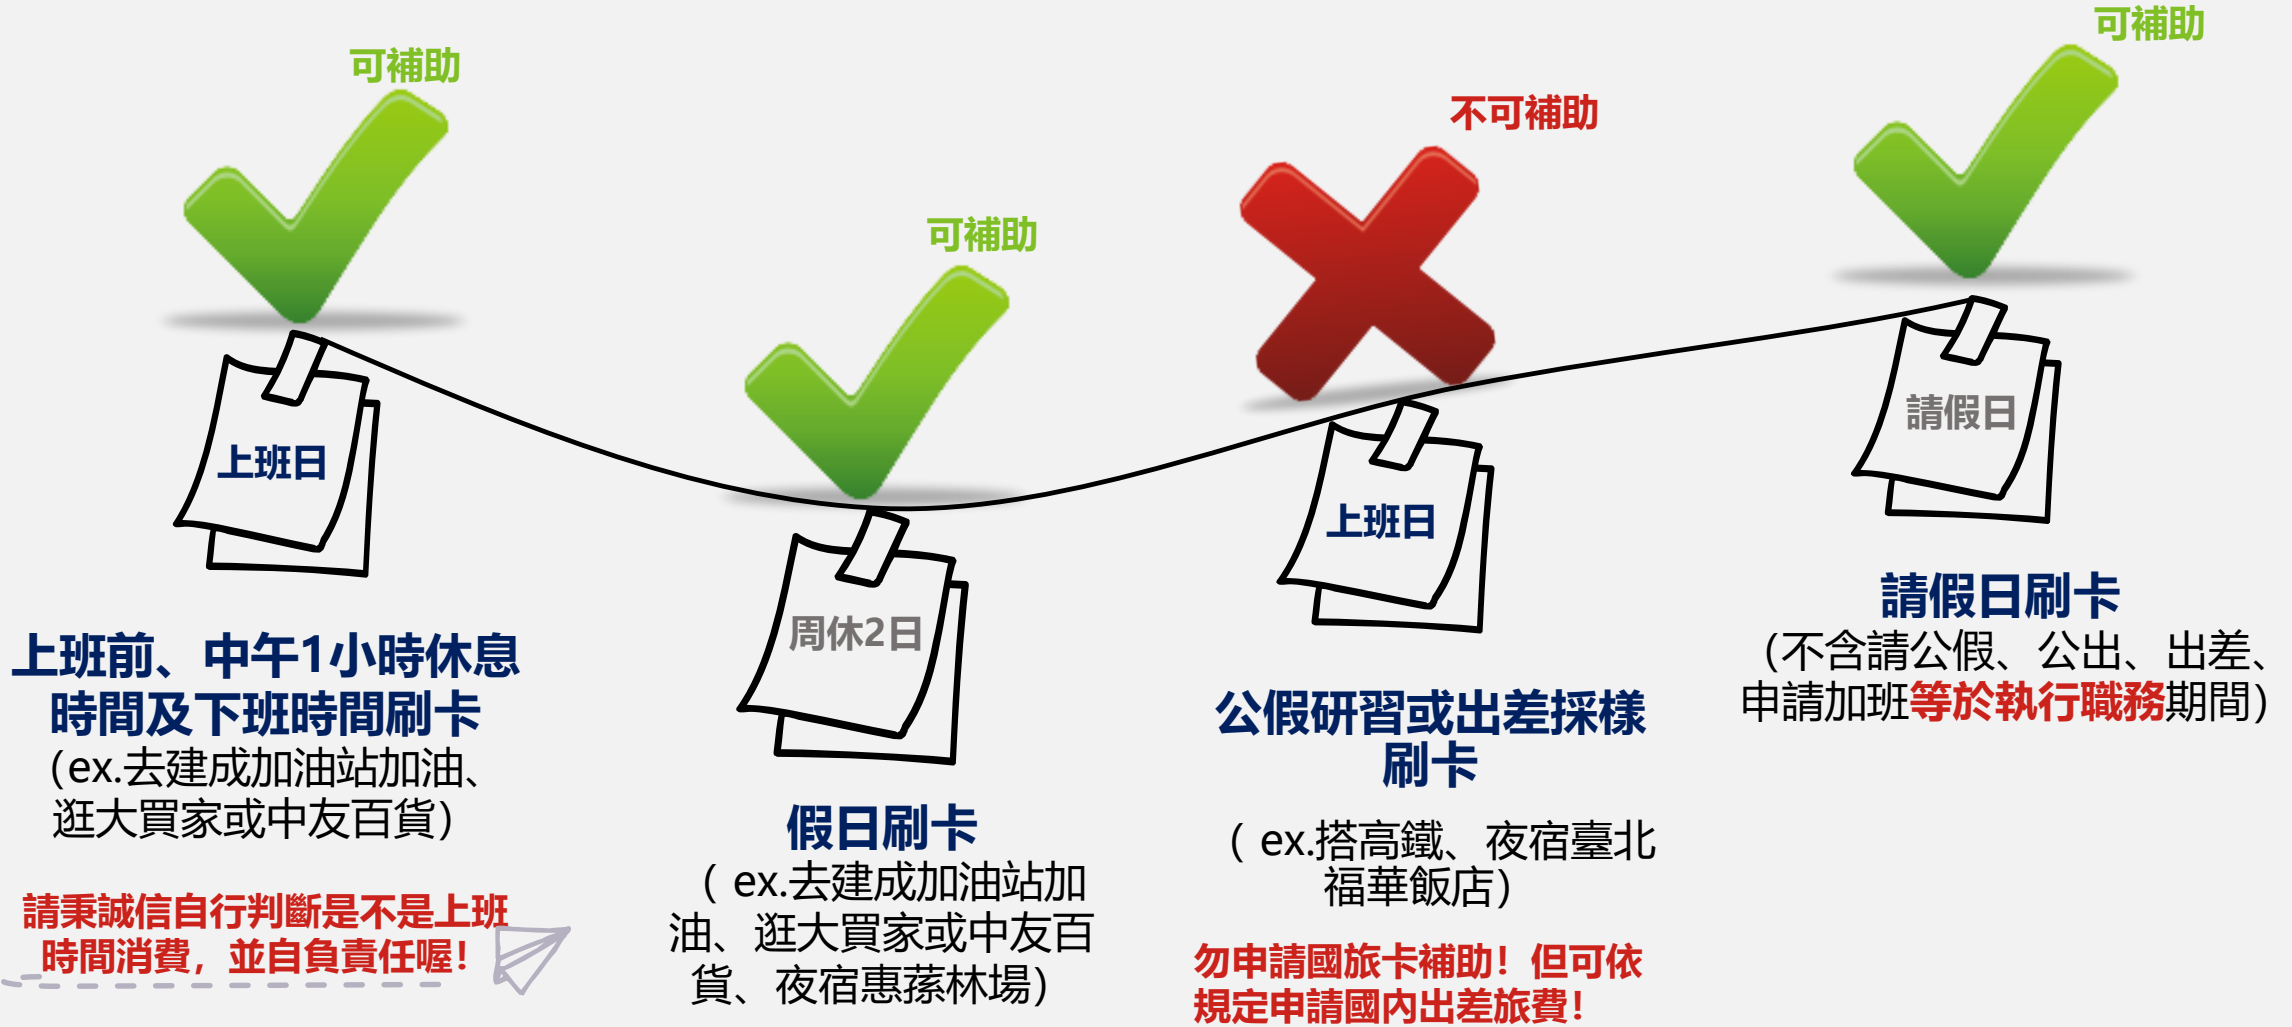 可補助
上班日
上班前、中午1小時休息
時間及下班時間刷卡
（ex.去建成加油站加油、
逛大買家或中友百貨）
請秉誠信自行判斷是不是上班
時間消費，並自負責任喔！
可補助
周休2日
假日刷卡
（ ex.去建成加油站加
油、逛大買家或中友百
貨、夜宿惠蓀林場）
不可補助
上班日
公假研習或出差採樣
刷卡
（ ex.搭高鐵、夜宿臺北
福華飯店）
勿申請國旅卡補助！但可依
規定申請國內出差旅費！
可補助
請假日
請假日刷卡
（不含請公假、公出、出差、
申請加班等於執行職務期間）